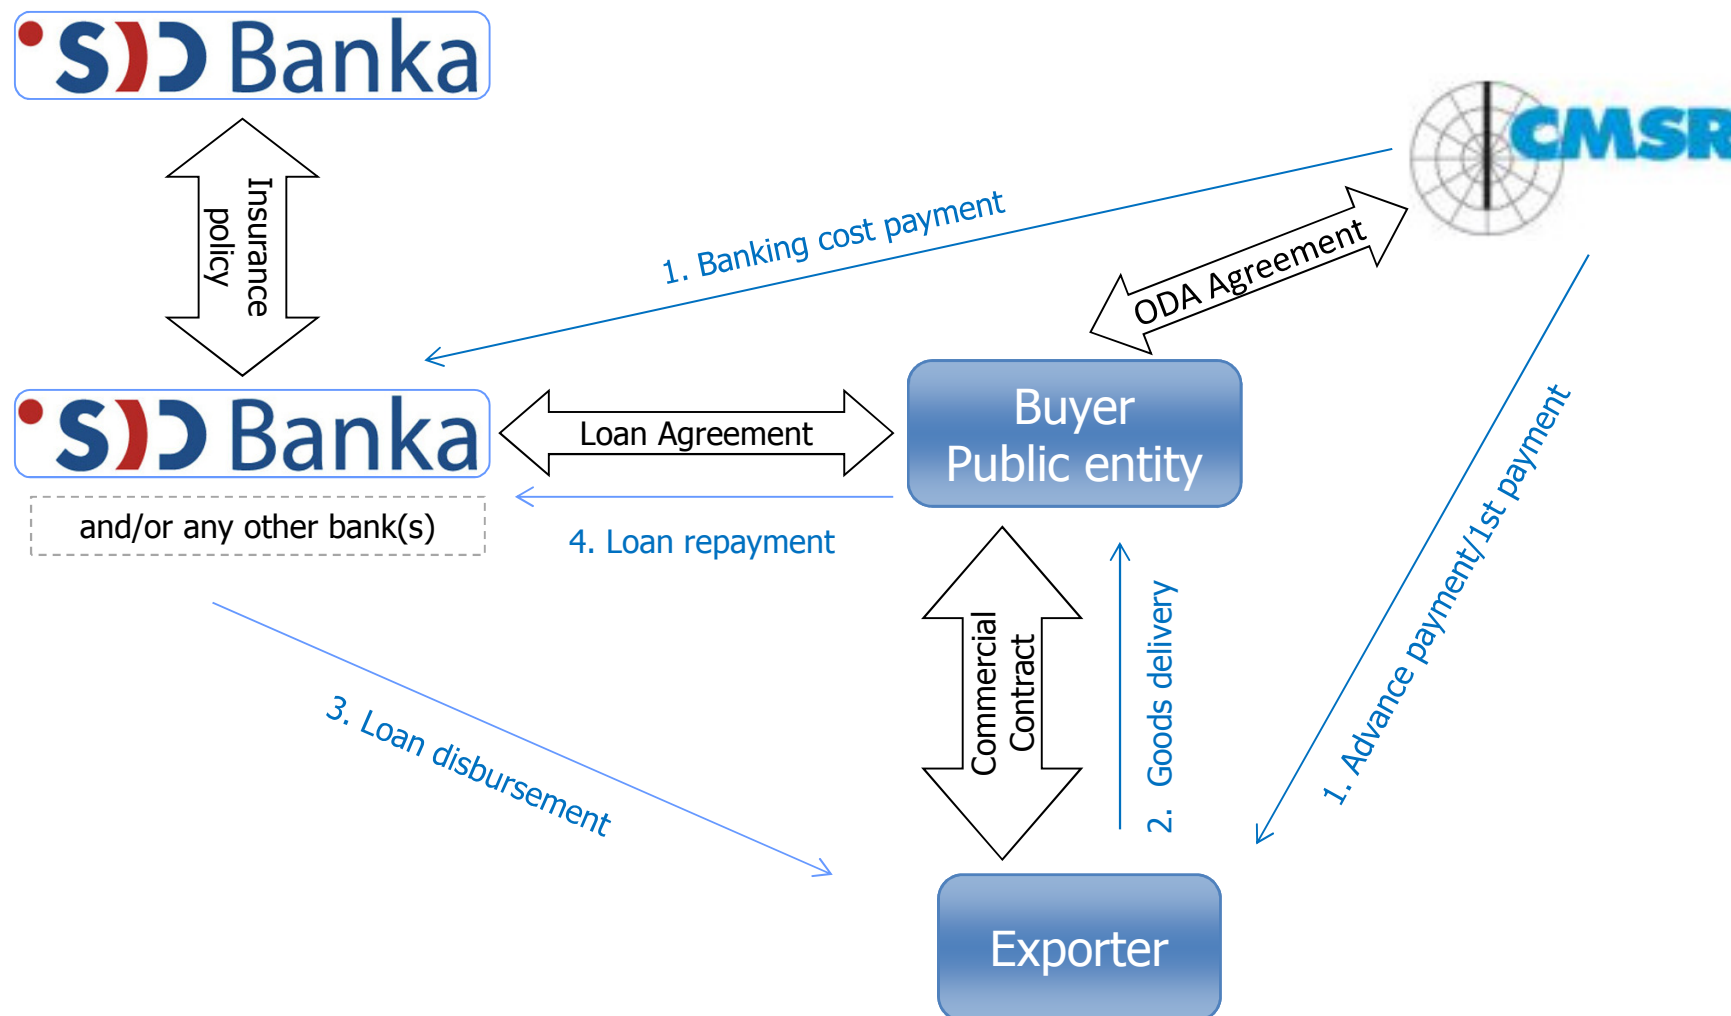 SID Banka
CMSR
Insurance
policy
1. Banking cost payment
ODA Agreement
SID Banka
Loan Agreement
Buyer
Public entity
and/or any other bank(s)
4. Loan repayment
1. Advance payment/1st payment
Commercial
Contract
2. Goods delivery
3. Loan disbursement
Exporter